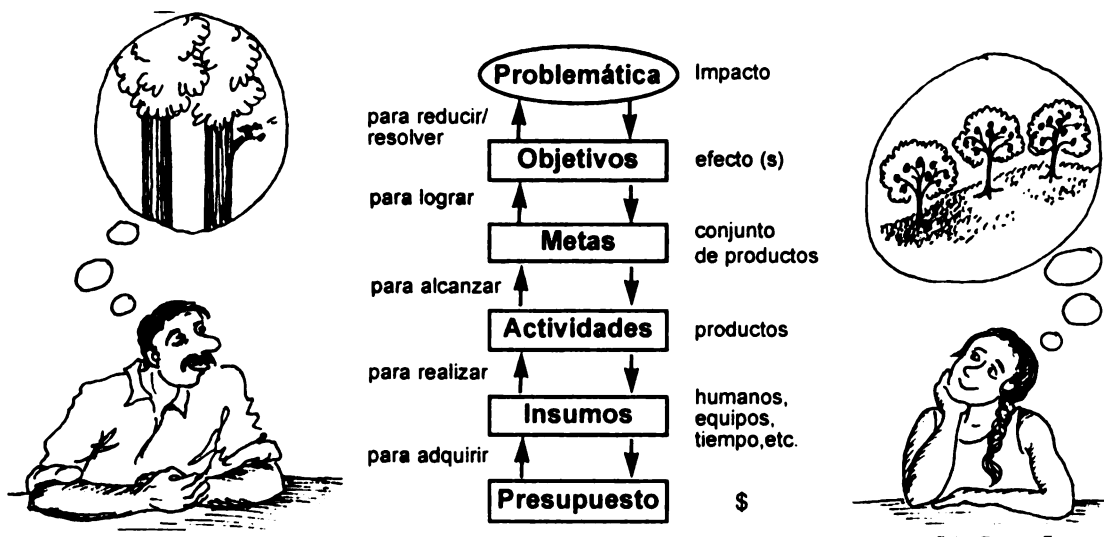 Problemática
Impacto
para reducir/
resolver
Objetivos
efecto (s)
para lograr
Metas
conjunto
de productos
para alcanzar
Actividades
productos
para realizar
Insumos
humanos,
equipos,
tiempo,etc.
para adquirir
Presupuesto
$